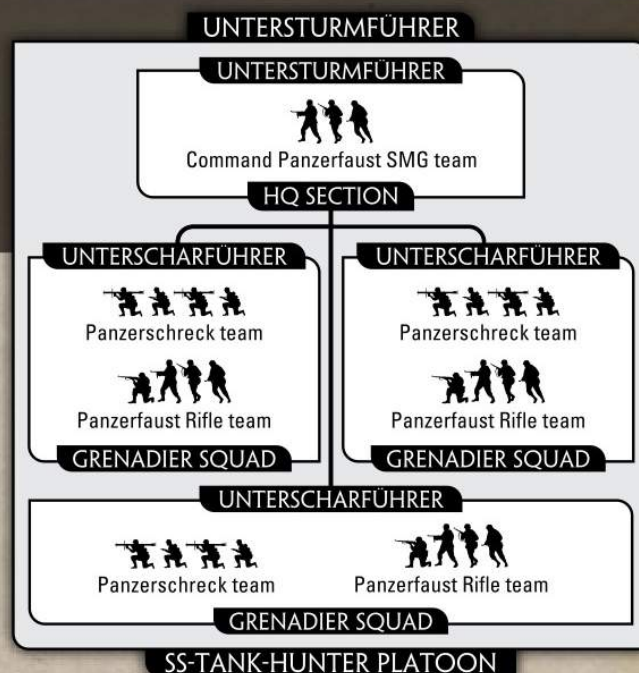 UNTERSTURMFÜHRER
UNTERSTURMFÜHRER
Command Panzerfaust SMG team
HQ SECTION
UNTERSCHARFÜHRER
Panzerschreck team
Panzerfaust Rifle team
GRENADIER SQUAD
UNTERSCHARFÜHRER
Panzerschreck team
Panzerfaust Rifle team
GRENADIER SQUAD
UNTERSCHARFÜHRER
Panzerschreck team
Panzerfaust Rifle team
GRENADIER SQUAD
SS-TANK-HUNTER PLATOON